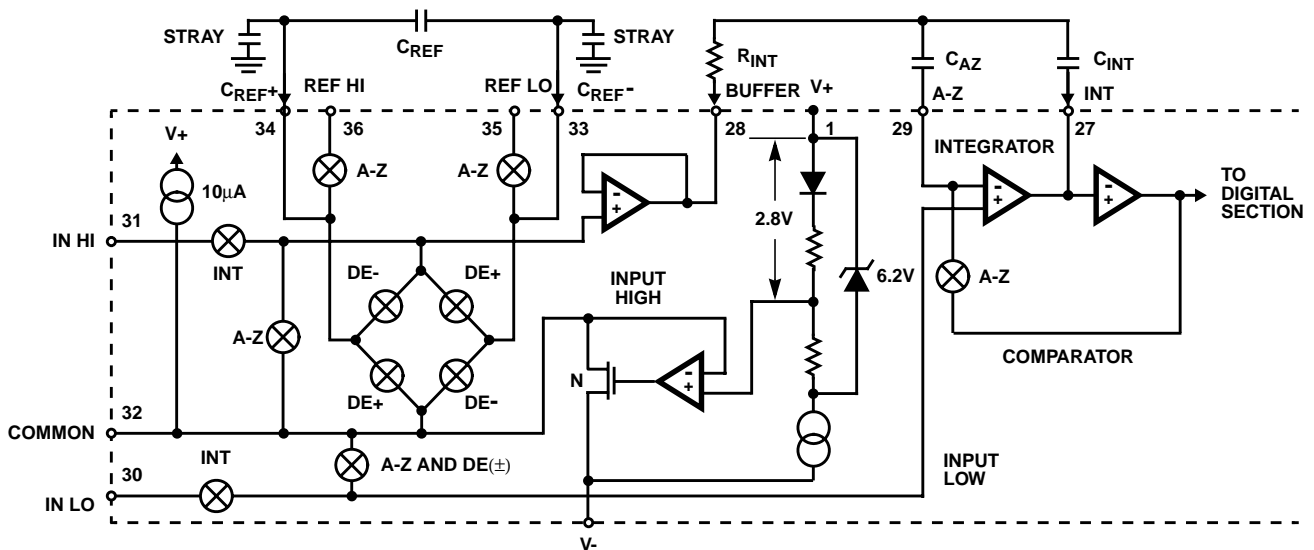 STRAY
C_REF
STRAY
R_INT
C_AZ
C_INT
C_REF+
REF HI
REF LO
C_REF-
BUFFER
V+
A-Z
INT
34
36
35
33
28
1
29
27
V+
10μA
A-Z
A-Z
INTEGRATOR
-
+
-
+
-
+
TO
DIGITAL
SECTION
31
IN HI
INT
2.8V
6.2V
A-Z
DE-
DE+
INPUT
HIGH
A-Z
DE+
DE-
N
-
+
COMPARATOR
32
COMMON
30
INT
A-Z AND DE(±)
INPUT
LOW
IN LO
V-